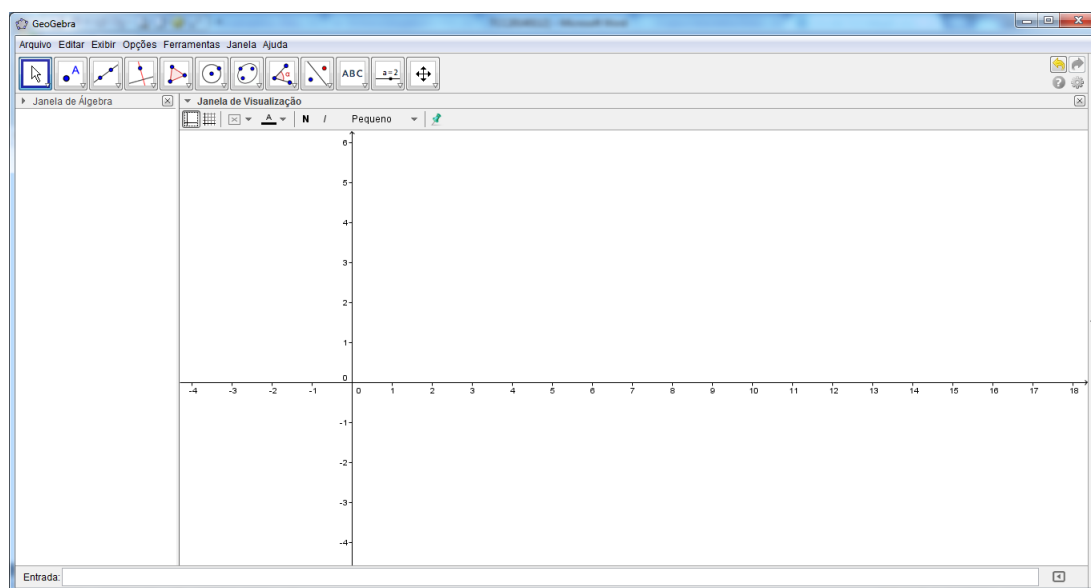 GeoGebra
Arquivo Editar Exibir Opções Ferramentas Janela Ajuda
A α ABC a=2
Janela de Álgebra
Janela de Visualização
A N I Pequeno
6
5
4
3
2
1
0
-4 -3 -2 -1 0 1 2 3 4 5 6 7 8 9 10 11 12 13 14 15 16 17 18
-1
-2
-3
-4
Entrada: